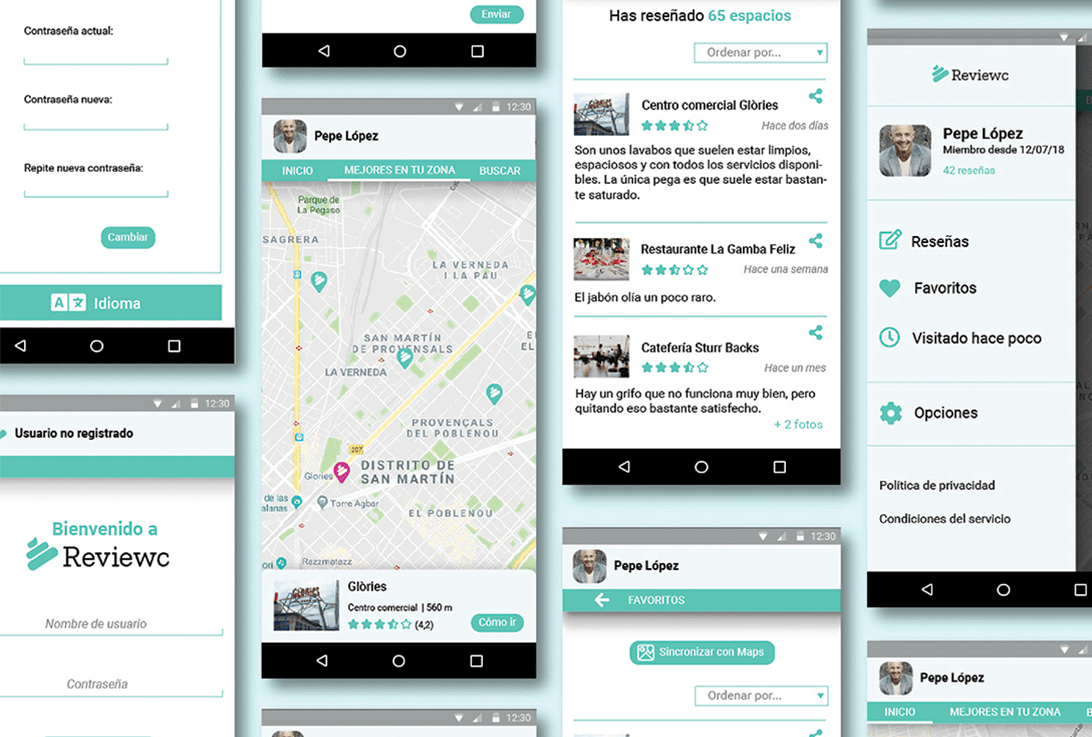 Contraseña actual:
Contraseña nueva:
Repite nueva contraseña:
Cambiar
Idioma
12:30
Usuario no registrado
Bienvenido a
Reviewc
Nombre de usuario
Contraseña
Enviar
12:30
Pepe López
INICIO
MEJORES EN TU ZONA
BUSCAR
Parque de
La Pegaso
SAGRERA
LA VERNEDA
I LA PAU
SAN MARTÍN
DE PROVENSALS
LA VERNEDA
PROVENÇALS
DEL POBLENOU
Glories
DISTRITO DE
SAN MARTÍN
de las
Torre Agbar
EL POBLENOU
Razzmatazz
Glòries
Centro comercial | 560 m
(4,2)
Cómo ir
12:30
Has reseñado 65 espacios
Ordenar por...
Centro comercial Glòries
Hace dos días
Son unos lavabos que suelen estar limpios,
espaciosos y con todos los servicios disponi-
bles. La única pega es que suele estar bastan-
te saturado.
Restaurante La Gamba Feliz
Hace una semana
El jabón olía un poco raro.
Catefería Sturr Backs
Hace un mes
Hay un grifo que no funciona muy bien, pero
quitando eso bastante satisfecho.
+ 2 fotos
12:30
Pepe López
FAVORITOS
Sincronizar con Maps
Ordenar por...
Reviewc
Pepe López
Miembro desde 12/07/18
42 reseñas
Reseñas
Favoritos
Visitado hace poco
Opciones
Política de privacidad
Condiciones del servicio
Pepe López
INICIO
MEJORES EN TU ZONA